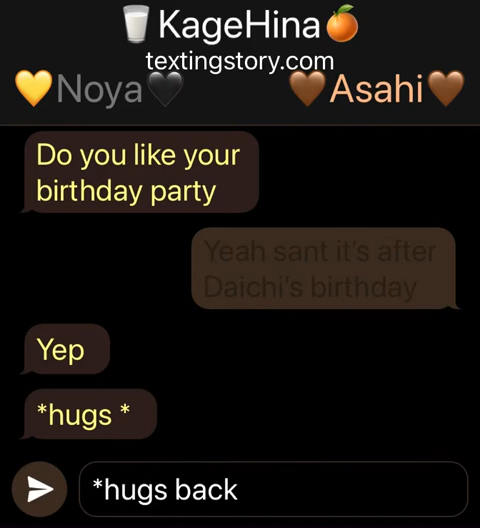 🥛KageHina🍊
textingstory.com
💛Noya🖤
🤎Asahi🤎
Do you like your
birthday party
Yeah sant it's after
Daichi's birthday
Yep
*hugs *
*hugs back